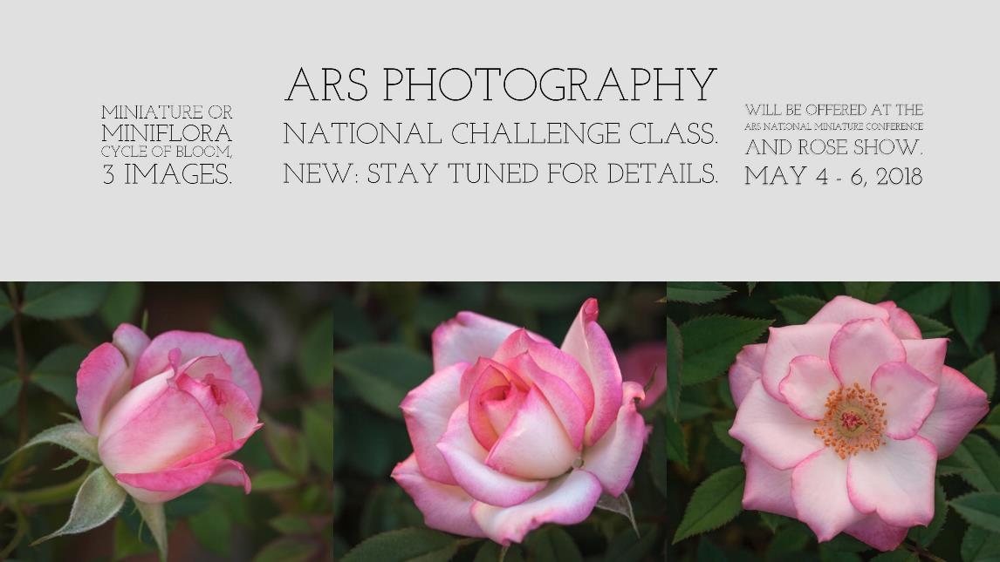 MINIATURE OR
MINIFLORA
CYCLE OF BLOOM,
3 IMAGES.
ARS PHOTOGRAPHY
NATIONAL CHALLENGE CLASS.
NEW: STAY TUNED FOR DETAILS.
WILL BE OFFERED AT THE
ARS NATIONAL MINIATURE CONFERENCE
AND ROSE SHOW.
MAY 4 - 6, 2018